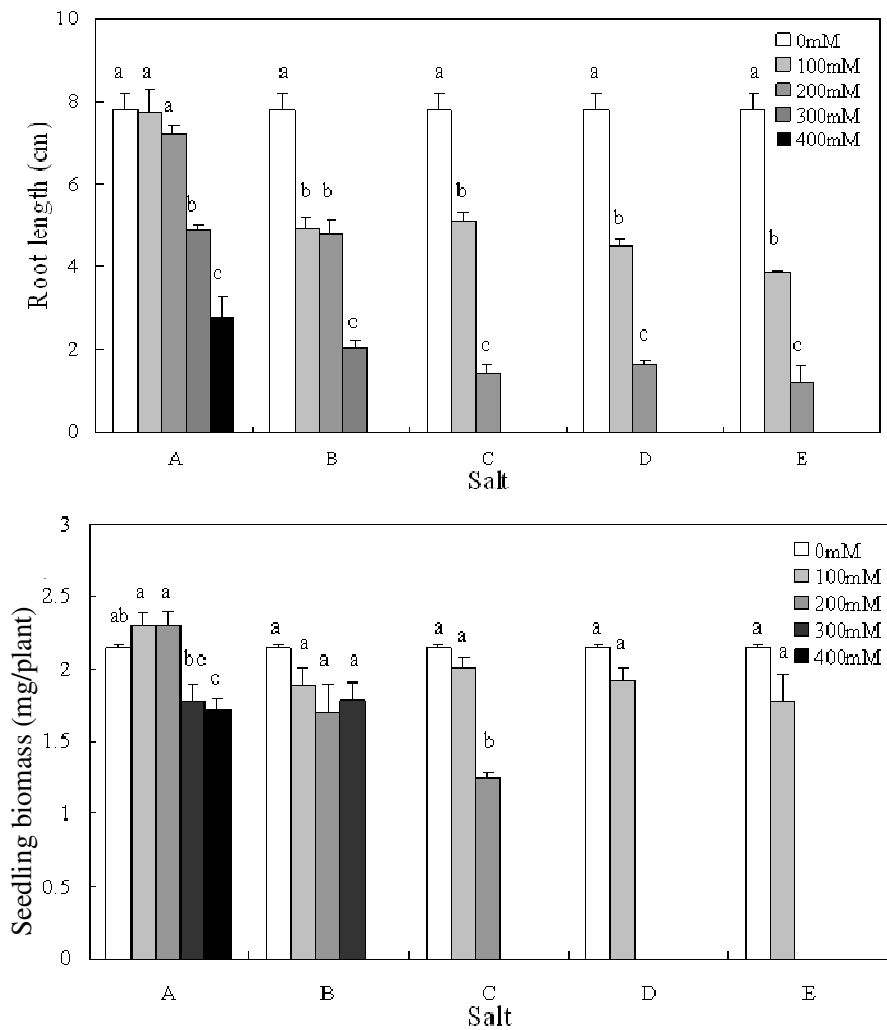 10
8
6
4
2
0
Root length (cm)
a a a b c
a b b c
a b c
a b c
a b c
0mM
100mM
200mM
300mM
400mM
A B C D E
Salt
3
2.5
2
1.5
1
0.5
0
Seedling biomass (mg/plant)
ab a a bc c
a a a a
a a b
a a
a a
0mM
100mM
200mM
300mM
400mM
A B C D E
Salt